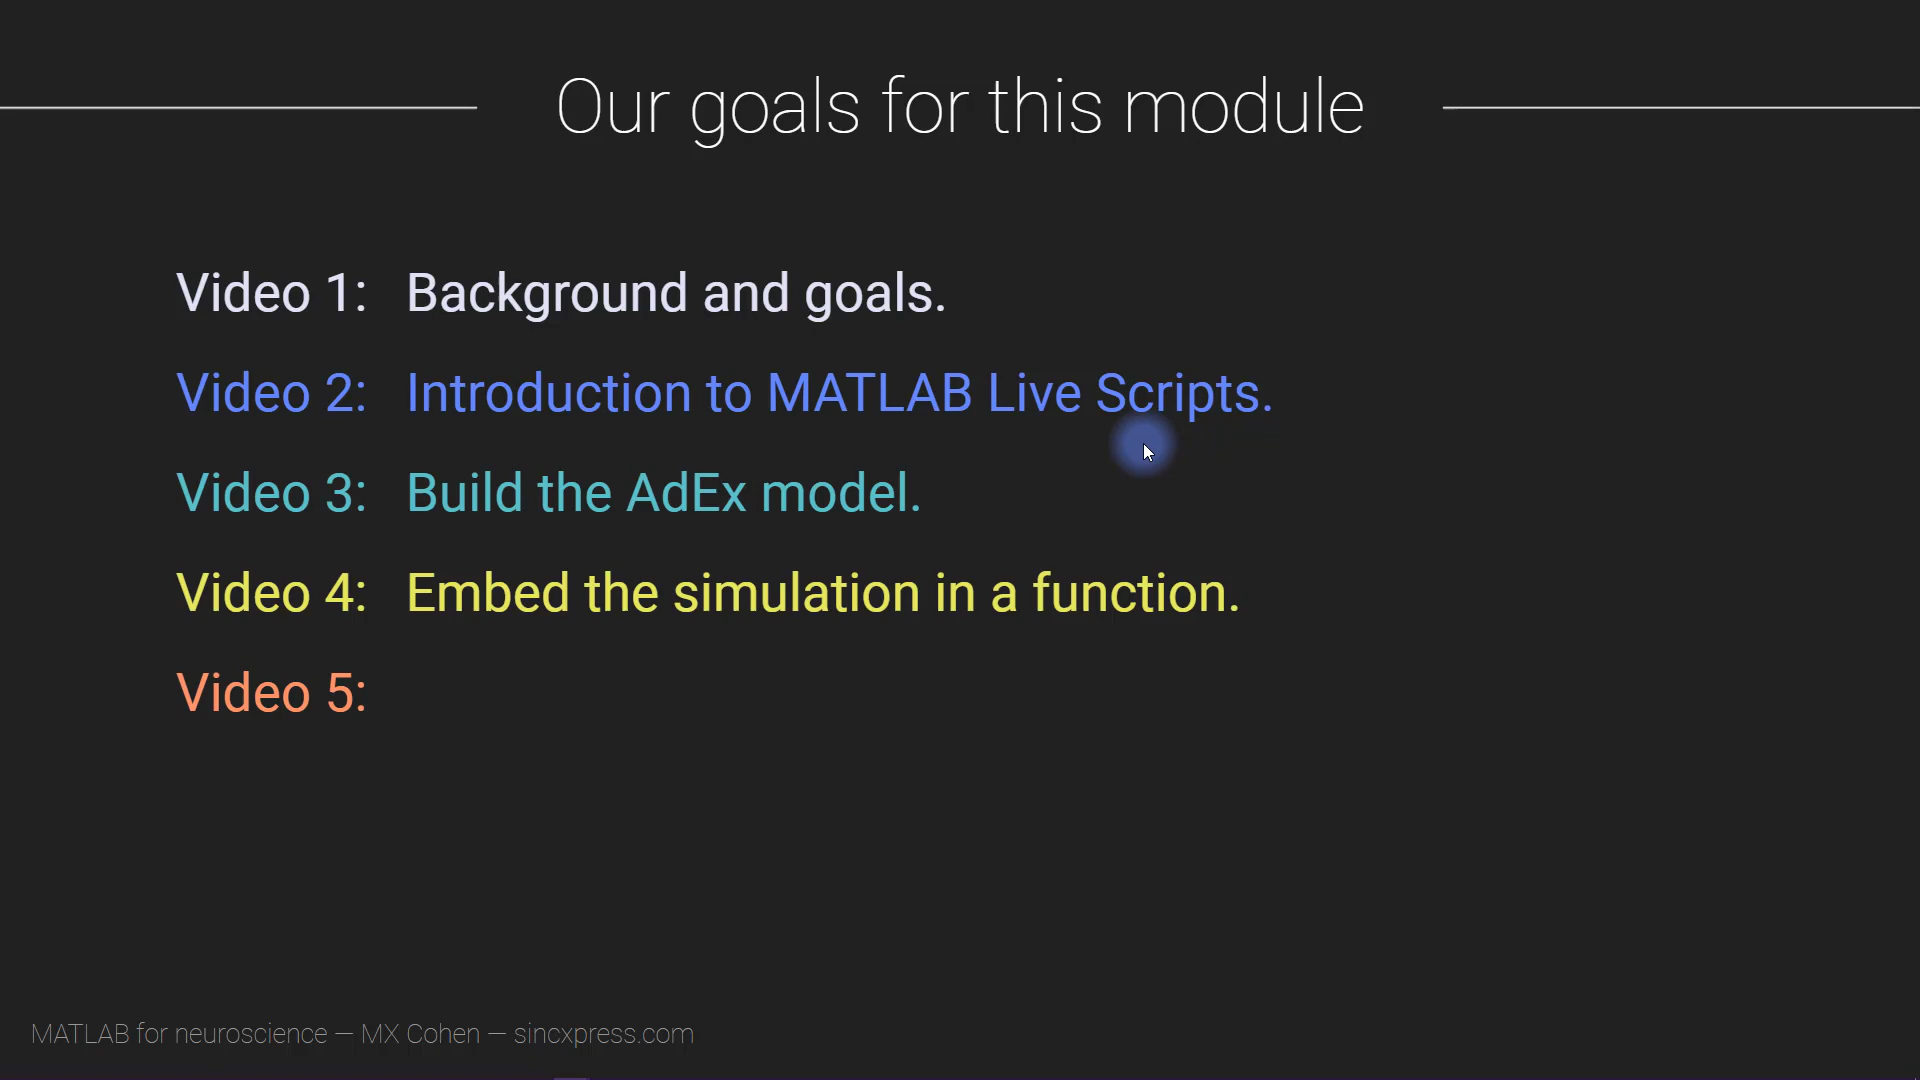 Our goals for this module
Video 1: Background and goals.
Video 2: Introduction to MATLAB Live Scripts.
Video 3: Build the AdEx model.
Video 4: Embed the simulation in a function.
Video 5:
MATLAB for neuroscience — MX Cohen — sincxpress.com